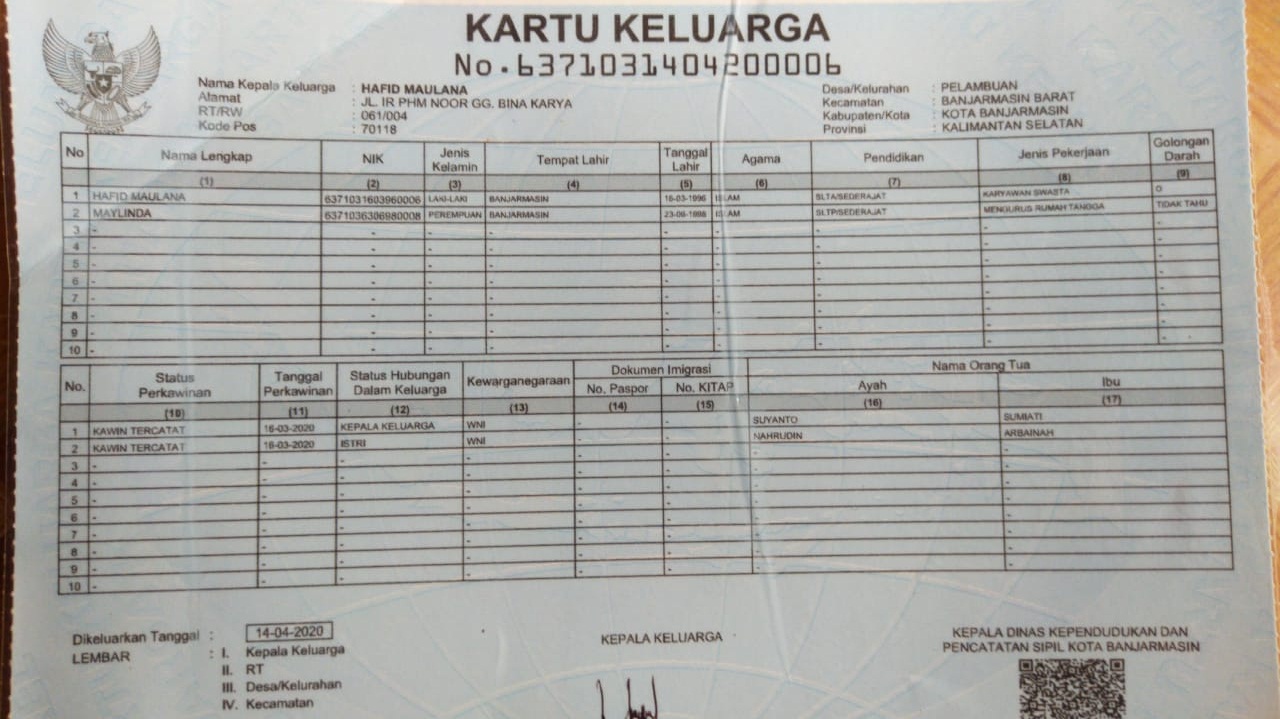 KARTU KELUARGA
No. 6371031404200006
Nama Kepala Keluarga : HAFID MAULANA
Alamat : JL. IR PHM NOOR GG. BINA KARYA
RT/RW : 061/004
Kode Pos : 70118
Desa/Kelurahan : PELAMBUAN
Kecamatan : BANJARMASIN BARAT
Kabupaten/Kota : KOTA BANJARMASIN
Provinsi : KALIMANTAN SELATAN
No Nama Lengkap NIK Jenis Kelamin Tempat Lahir Tanggal Lahir Agama Pendidikan Jenis Pekerjaan Golongan Darah
(1) (2) (3) (4) (5) (6) (7) (8) (9)
1 HAFID MAULANA 6371031603960006 LAKI-LAKI BANJARMASIN 16-03-1996 ISLAM SLTA/SEDERAJAT KARYAWAN SWASTA O
2 MAYLINDA 6371036306980008 PEREMPUAN BANJARMASIN 23-06-1998 ISLAM SLTP/SEDERAJAT MENGURUS RUMAH TANGGA TIDAK TAHU
3 - - - - - - - - -
4 - - - - - - - - -
5 - - - - - - - - -
6 - - - - - - - - -
7 - - - - - - - - -
8 - - - - - - - - -
9 - - - - - - - - -
10 - - - - - - - - -
No. Status Perkawinan Tanggal Perkawinan Status Hubungan Dalam Keluarga Kewarganegaraan Dokumen Imigrasi Nama Orang Tua
No. Paspor No. KITAP Ayah Ibu
(10) (11) (12) (13) (14) (15) (16) (17)
1 KAWIN TERCATAT 16-03-2020 KEPALA KELUARGA WNI - - SUYANTO SUMIATI
2 KAWIN TERCATAT 16-03-2020 ISTRI WNI - - NAHRUDIN ARBAINAH
3 - - - - - - - -
4 - - - - - - - -
5 - - - - - - - -
6 - - - - - - - -
7 - - - - - - - -
8 - - - - - - - -
9 - - - - - - - -
10 - - - - - - - -
Dikeluarkan Tanggal : 14-04-2020
LEMBAR : I. Kepala Keluarga
II. RT
III. Desa/Kelurahan
IV. Kecamatan
KEPALA KELUARGA
KEPALA DINAS KEPENDUDUKAN DAN
PENCATATAN SIPIL KOTA BANJARMASIN